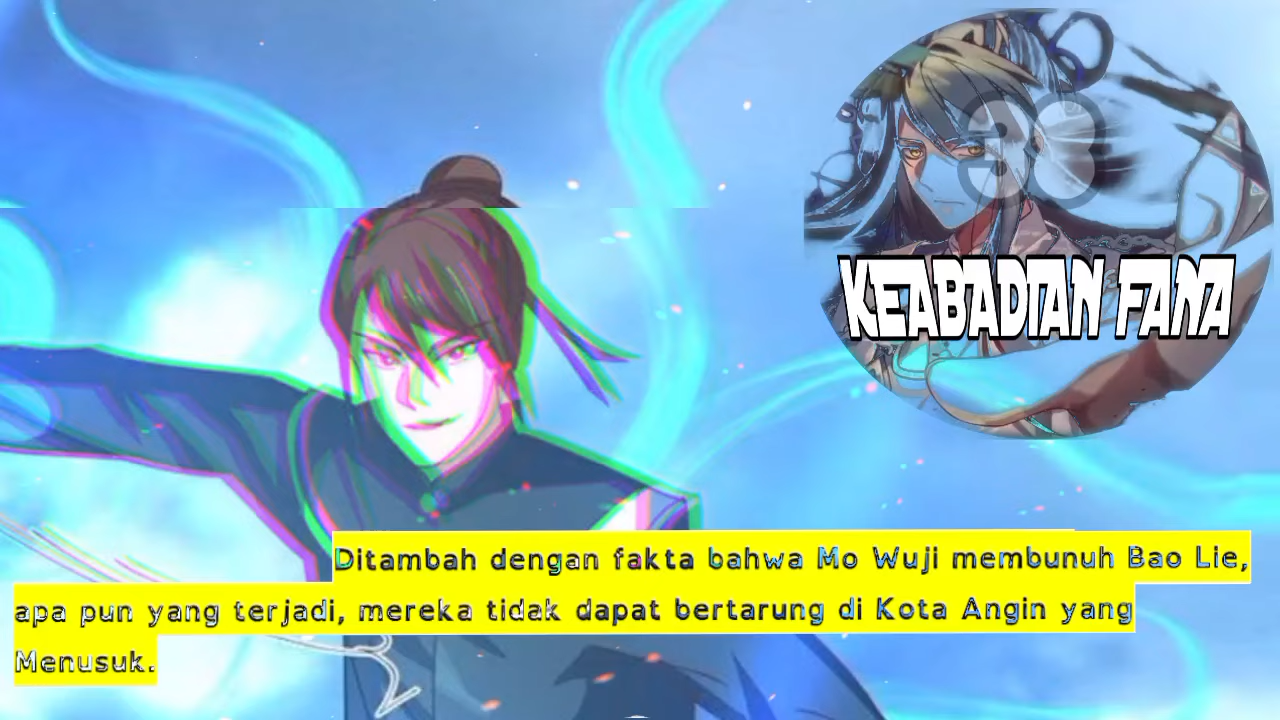 38
KEABADIAN FANA
Ditambah dengan fakta bahwa Mo Wuji membunuh Bao Lie,
apa pun yang terjadi, mereka tidak dapat bertarung di Kota Angin yang
Menusuk.